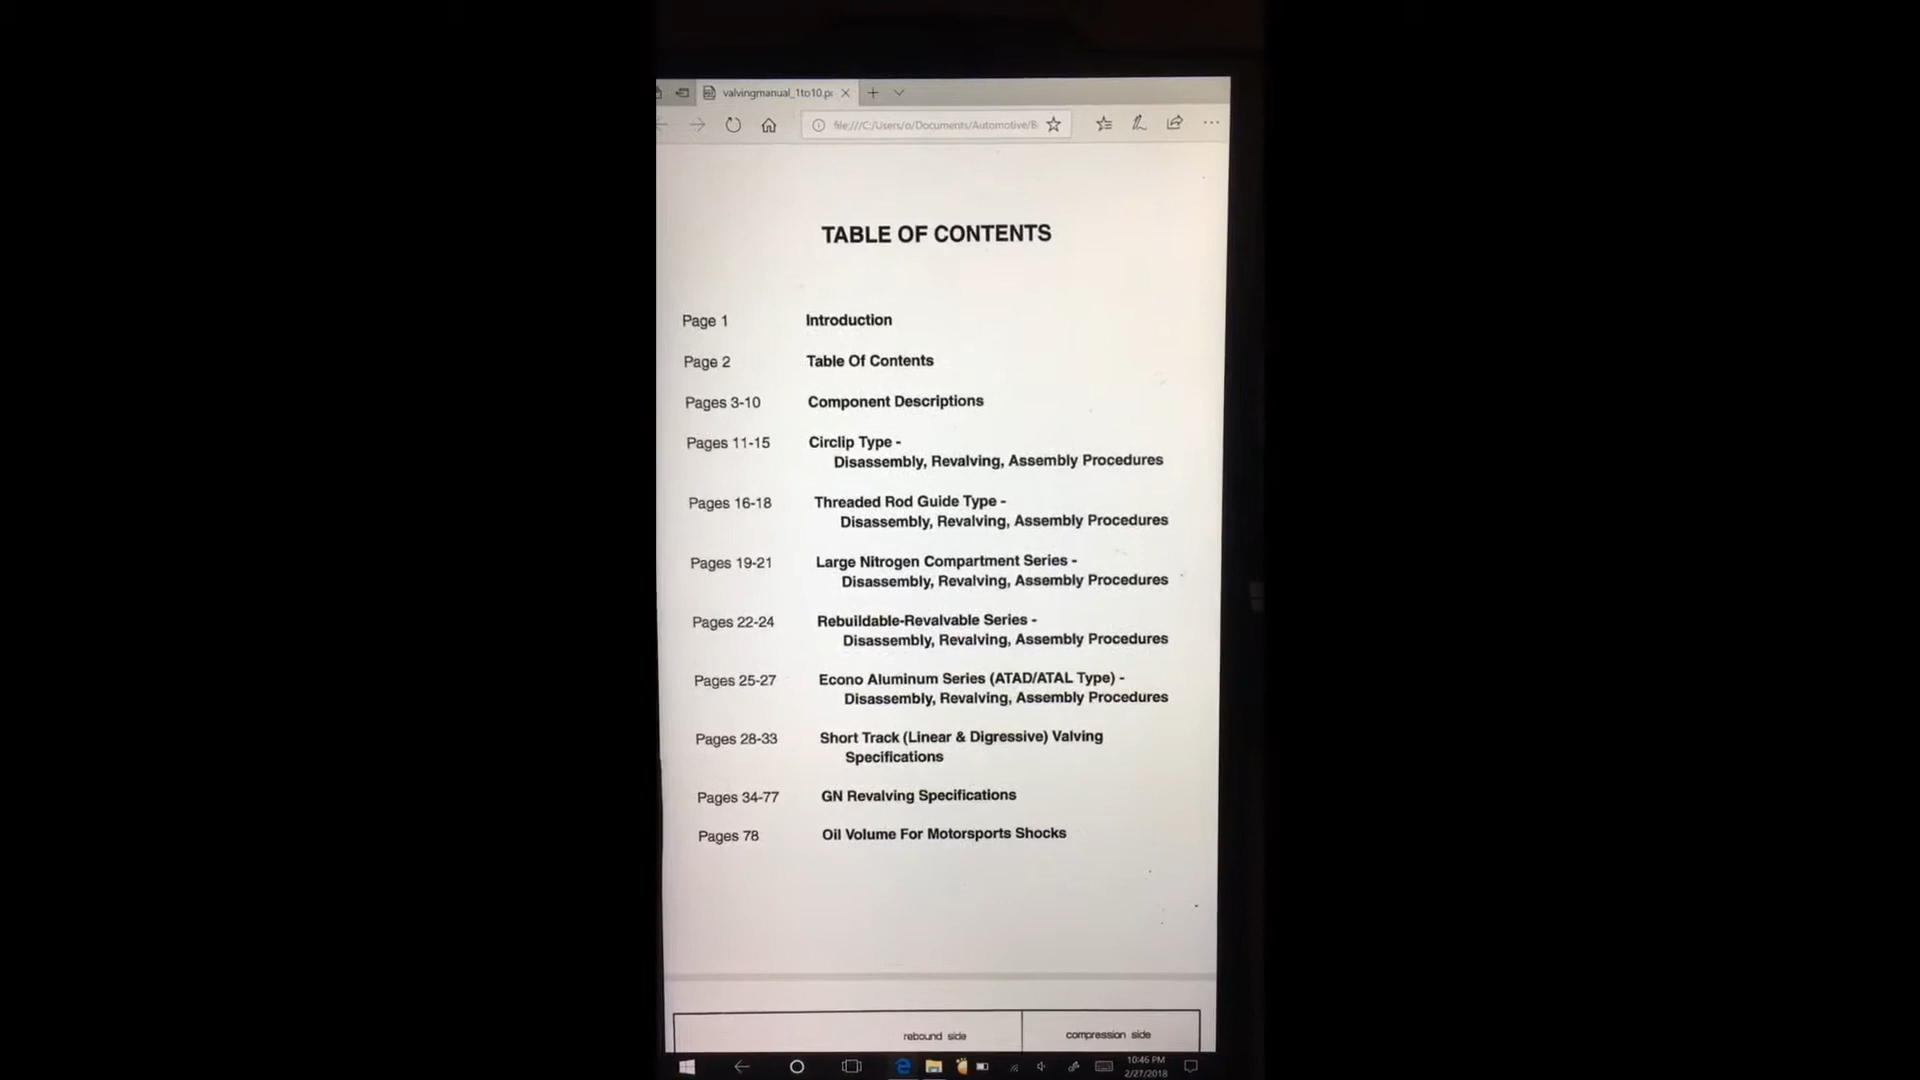 valvingmanual_1to10.p
file:///C:/Users/o/Documents/Automotive/B
TABLE OF CONTENTS
Page 1 Introduction
Page 2 Table Of Contents
Pages 3-10 Component Descriptions
Pages 11-15 Circlip Type -
Disassembly, Revalving, Assembly Procedures
Pages 16-18 Threaded Rod Guide Type -
Disassembly, Revalving, Assembly Procedures
Pages 19-21 Large Nitrogen Compartment Series -
Disassembly, Revalving, Assembly Procedures
Pages 22-24 Rebuildable-Revalvable Series -
Disassembly, Revalving, Assembly Procedures
Pages 25-27 Econo Aluminum Series (ATAD/ATAL Type) -
Disassembly, Revalving, Assembly Procedures
Pages 28-33 Short Track (Linear & Digressive) Valving
Specifications
Pages 34-77 GN Revalving Specifications
Pages 78 Oil Volume For Motorsports Shocks
rebound side compression side
10:46 PM
2/27/2018